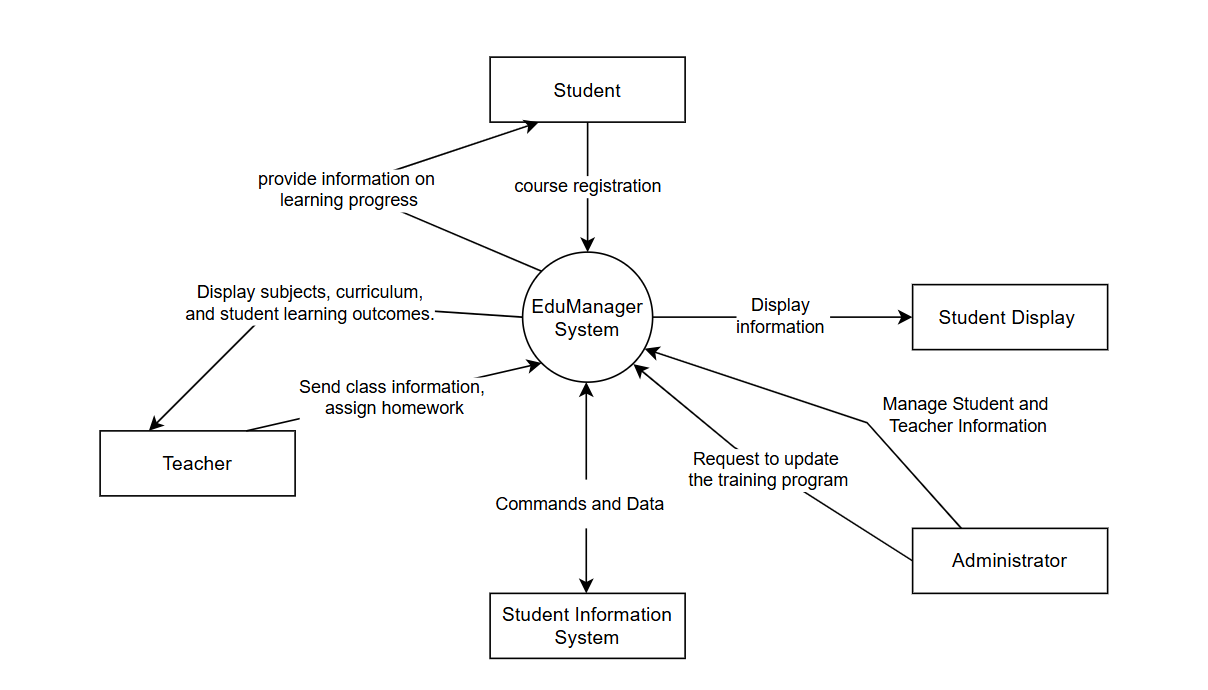 Student
provide information on
learning progress
course registration
Display subjects, curriculum,
and student learning outcomes.
EduManager
System
Display
information
Student Display
Send class information,
assign homework
Manage Student and
Teacher Information
Teacher
Request to update
the training program
Commands and Data
Administrator
Student Information
System